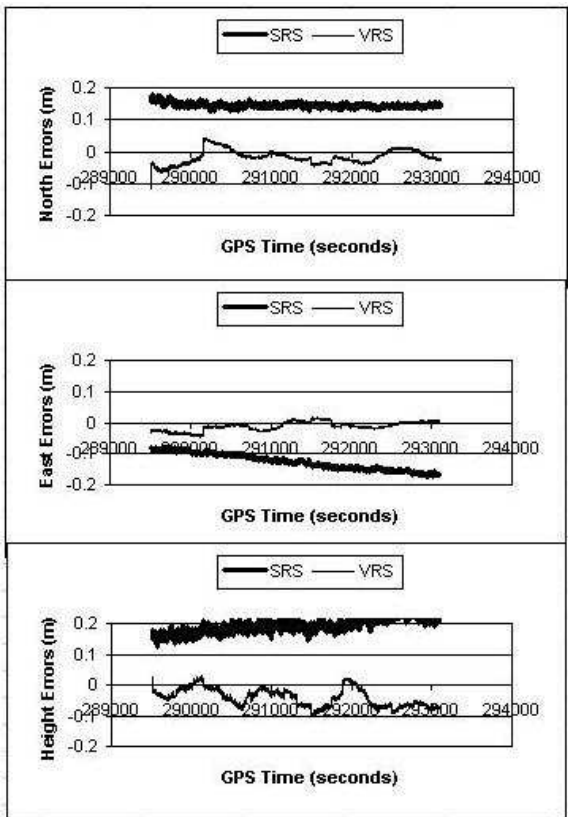 SRS VRS
0.2
0.1
0
-0.1
-0.2
289000 290000 291000 292000 293000 294000
North Errors (m)
GPS Time (seconds)
SRS VRS
0.2
0.1
0
-0.1
-0.2
289000 290000 291000 292000 293000 294000
East Errors (m)
GPS Time (seconds)
SRS VRS
0.2
0.1
0
-0.1
-0.2
289000 290000 291000 292000 293000 294000
Height Errors (m)
GPS Time (seconds)